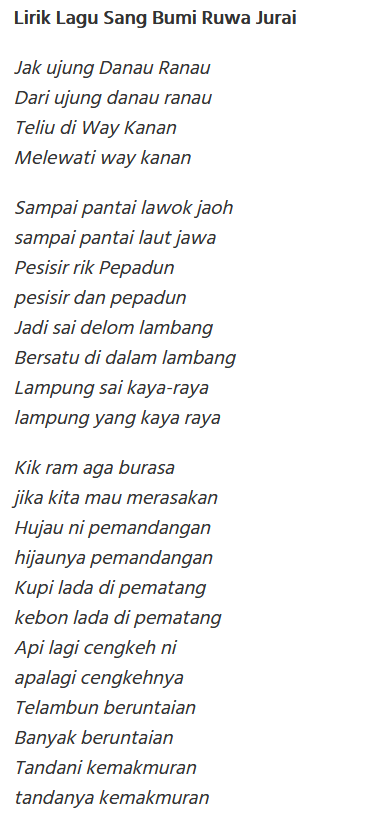 Lirik Lagu Sang Bumi Ruwa Jurai
Jak ujung Danau Ranau
Dari ujung danau ranau
Teliu di Way Kanan
Melewati way kanan
Sampai pantai lawok jaoh
sampai pantai laut jawa
Pesisir rik Pepadun
pesisir dan pepadun
Jadi sai delom lambang
Bersatu di dalam lambang
Lampung sai kaya-raya
lampung yang kaya raya
Kik ram aga burasa
jika kita mau merasakan
Hujau ni pemandangan
hijaunya pemandangan
Kupi lada di pematang
kebon lada di pematang
Api lagi cengkeh ni
apalagi cengkehnya
Telambun beruntaian
Banyak beruntaian
Tandani kemakmuran
tandanya kemakmuran